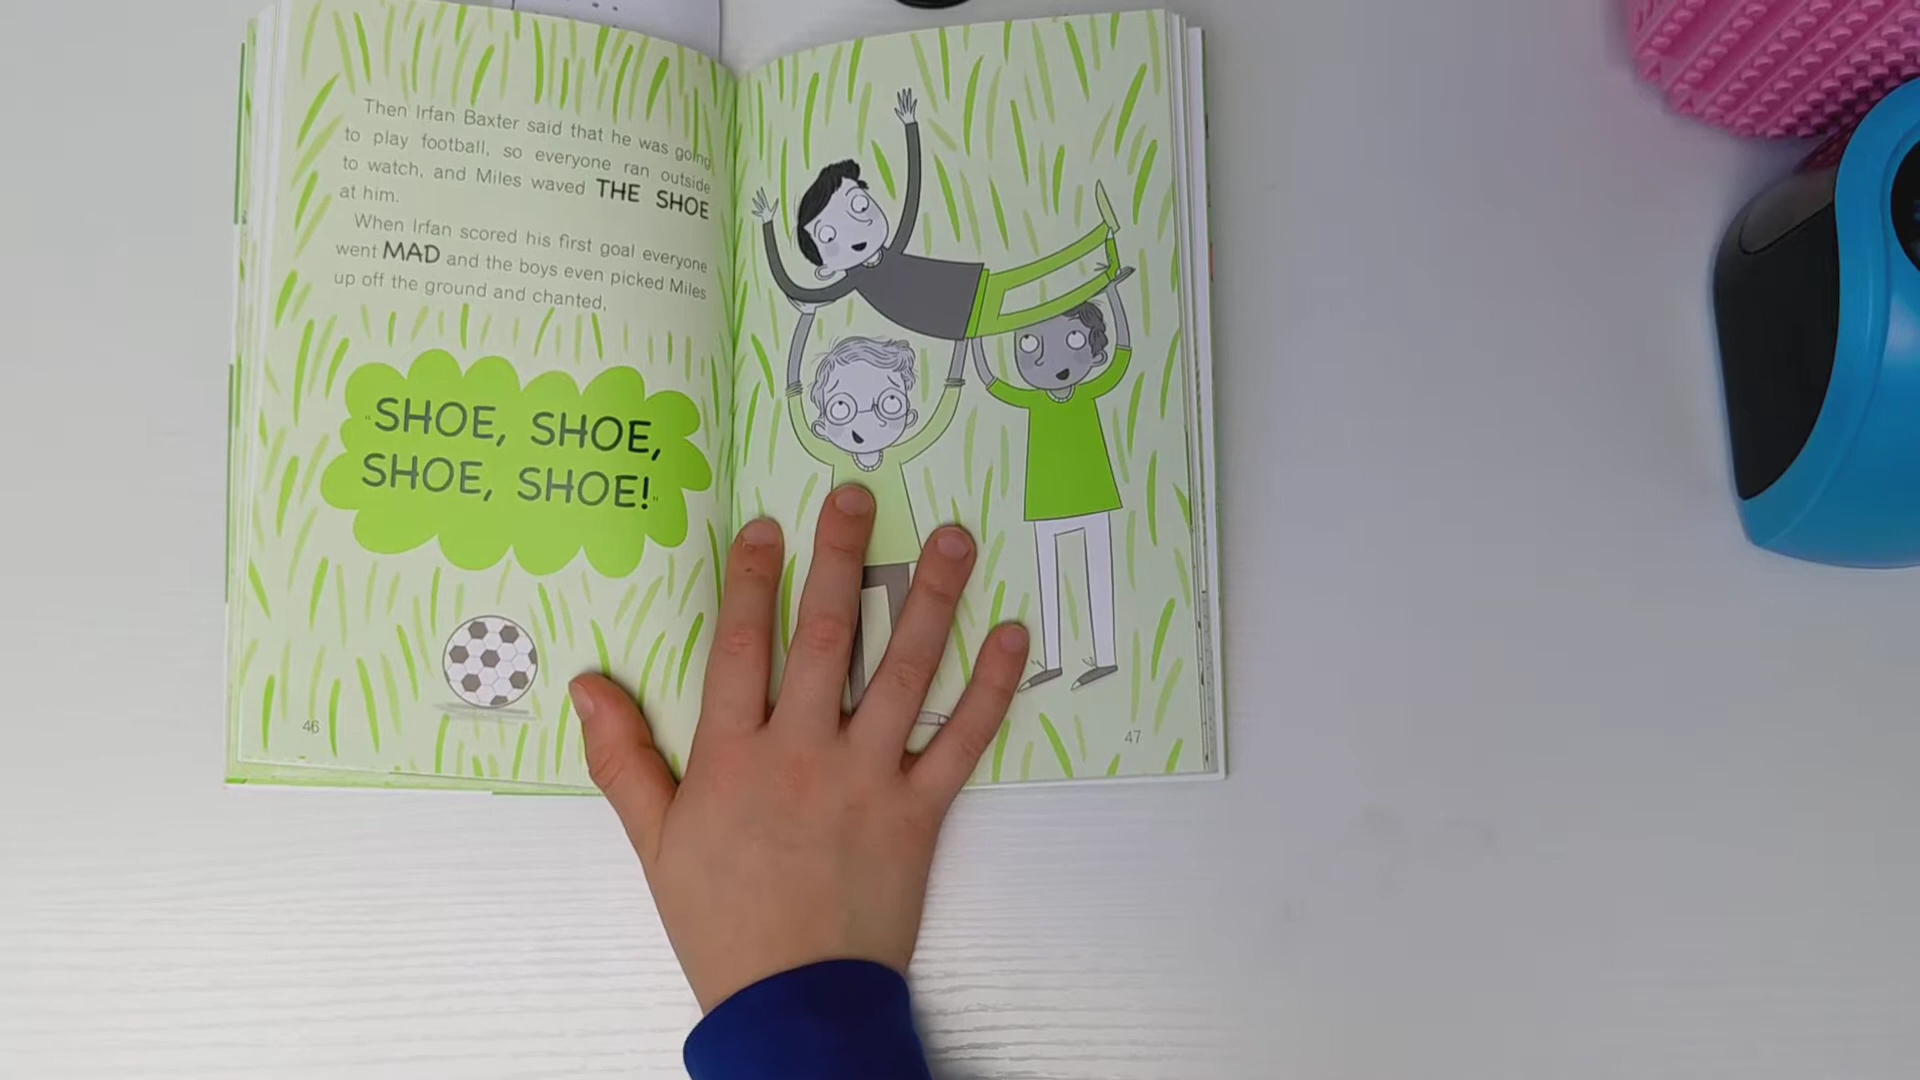 Then Irfan Baxter said that he was going
to play football, so everyone ran outside
to watch, and Miles waved THE SHOE
at him.
When Irfan scored his first goal everyone
went MAD and the boys even picked Miles
up off the ground and chanted,
"SHOE, SHOE,
SHOE, SHOE!"
46
47